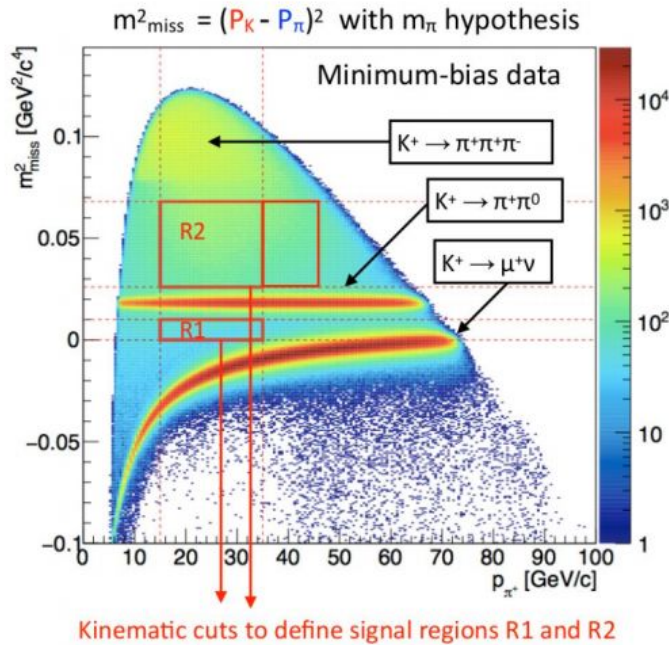 m²miss = (PK - Pπ)² with mπ hypothesis
Minimum-bias data
K⁺ → π⁺π⁺π⁻
K⁺ → π⁺π⁰
K⁺ → μ⁺ν
R2
R1
m²miss [GeV²/c⁴]
0.1
0.05
0
−0.05
−0.1
0 10 20 30 40 50 60 70 80 90 100
pπ⁺ [GeV/c]
10⁴
10³
10²
10
1
Kinematic cuts to define signal regions R1 and R2